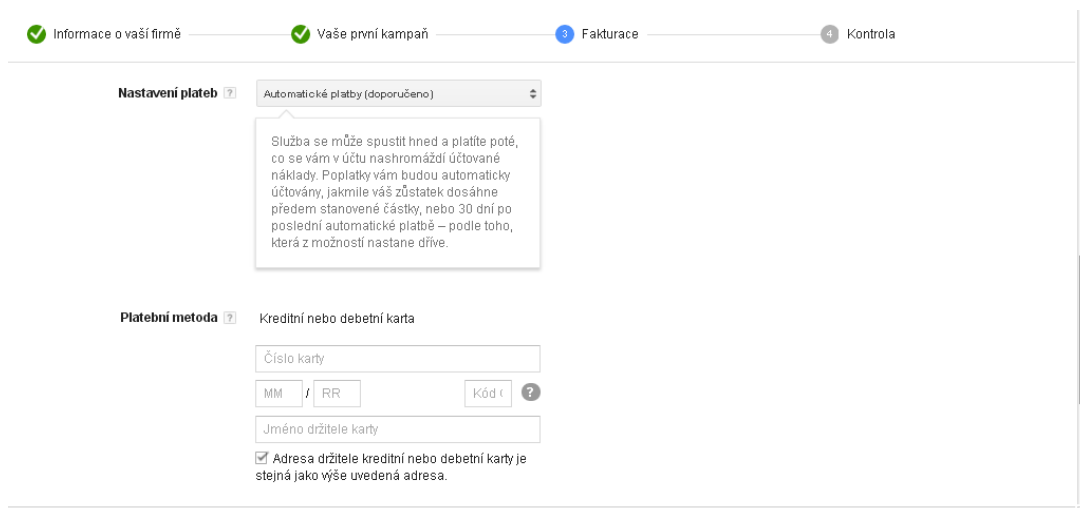 Informace o vaší firmě Vaše první kampaň 3 Fakturace 4 Kontrola
Nastavení plateb ? Automatické platby (doporučeno)
Služba se může spustit hned a platíte poté,
co se vám v účtu nashromáždí účtované
náklady. Poplatky vám budou automaticky
účtovány, jakmile váš zůstatek dosáhne
předem stanovené částky, nebo 30 dní po
poslední automatické platbě – podle toho,
která z možností nastane dříve.
Platební metoda ? Kreditní nebo debetní karta
Číslo karty
MM / RR Kód ?
Jméno držitele karty
Adresa držitele kreditní nebo debetní karty je
stejná jako výše uvedená adresa.